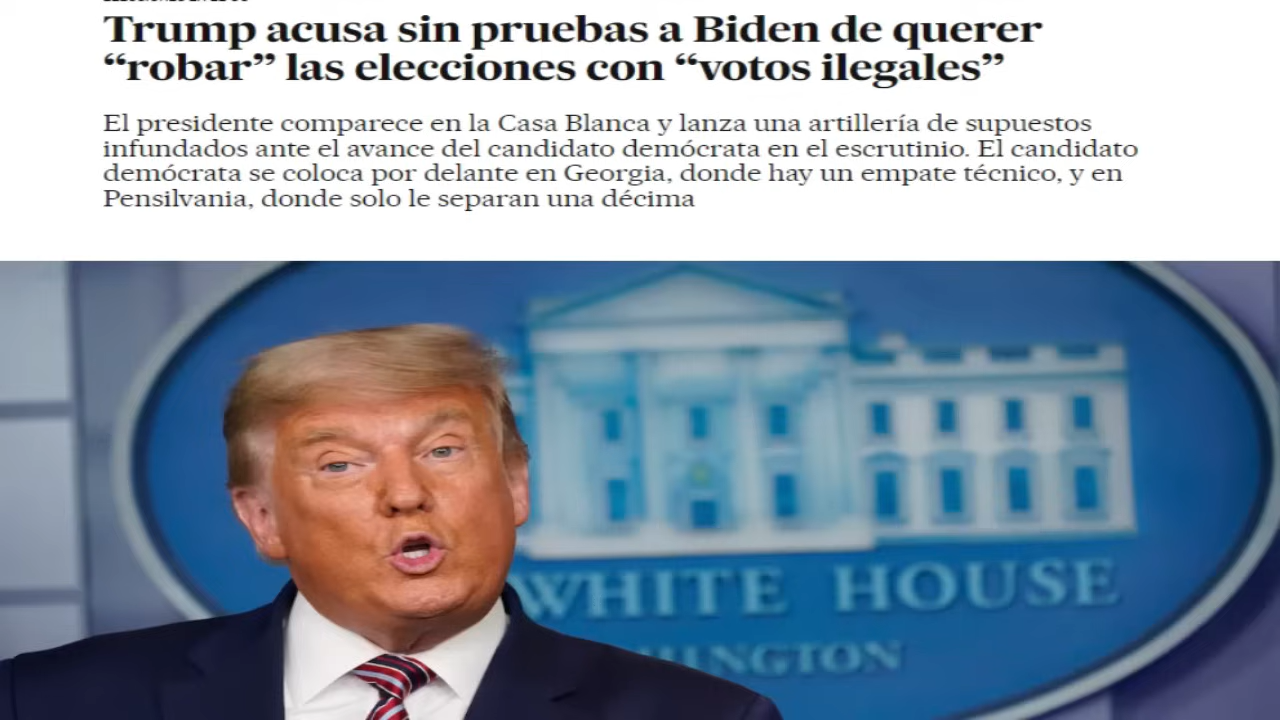 Trump acusa sin pruebas a Biden de querer
“robar” las elecciones con “votos ilegales”
El presidente comparece en la Casa Blanca y lanza una artillería de supuestos
infundados ante el avance del candidato demócrata en el escrutinio. El candidato
demócrata se coloca por delante en Georgia, donde hay un empate técnico, y en
Pensilvania, donde solo le separan una décima
WHITE HOUSE